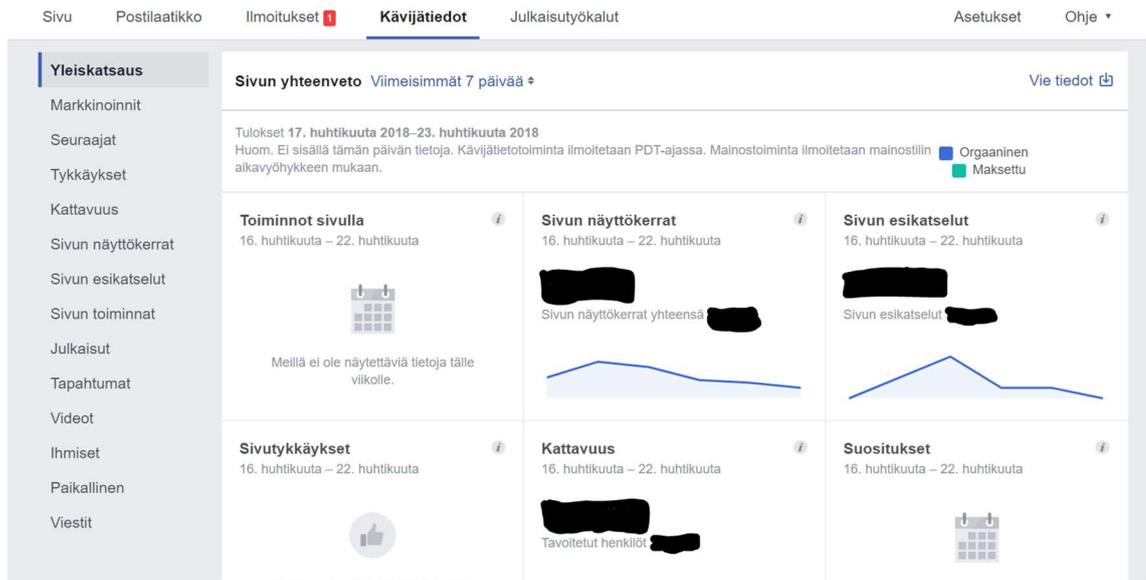 Sivu Postilaatikko Ilmoitukset 1 Kävijätiedot Julkaisutyökalut Asetukset Ohje
Yleiskatsaus
Markkinoinnit
Seuraajat
Tykkäykset
Kattavuus
Sivun näyttökerrat
Sivun esikatselut
Sivun toiminnat
Julkaisut
Tapahtumat
Videot
Ihmiset
Paikallinen
Viestit
Sivun yhteenveto Viimeisimmät 7 päivää
Vie tiedot
Tulokset 17. huhtikuuta 2018–23. huhtikuuta 2018
Huom. Ei sisällä tämän päivän tietoja. Kävijätietotoiminta ilmoitetaan PDT-ajassa. Mainostoiminta ilmoitetaan mainostilin
aikavyöhykkeen mukaan.
Orgaaninen
Maksettu
Toiminnot sivulla
16. huhtikuuta – 22. huhtikuuta
Meillä ei ole näytettäviä tietoja tälle
viikolle.
Sivun näyttökerrat
16. huhtikuuta – 22. huhtikuuta
Sivun näyttökerrat yhteensä
Sivun esikatselut
16. huhtikuuta – 22. huhtikuuta
Sivun esikatselut
Sivutykkäykset
16. huhtikuuta – 22. huhtikuuta
Kattavuus
16. huhtikuuta – 22. huhtikuuta
Tavoitetut henkilöt
Suositukset
16. huhtikuuta – 22. huhtikuuta